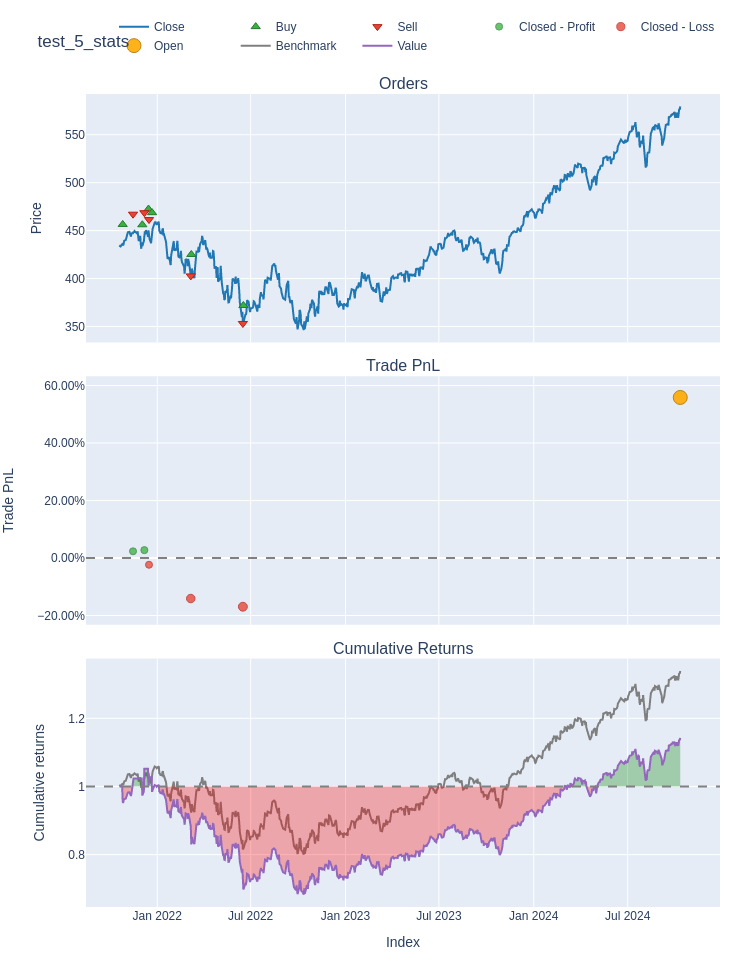 test_5_stats
Close Buy Sell Closed - Profit Closed - Loss
Open Benchmark Value
Orders
550
500
450
400
350
Price
Trade PnL
60.00%
40.00%
20.00%
0.00%
−20.00%
Trade PnL
Cumulative Returns
1.2
1
0.8
Cumulative returns
Jan 2022 Jul 2022 Jan 2023 Jul 2023 Jan 2024 Jul 2024
Index